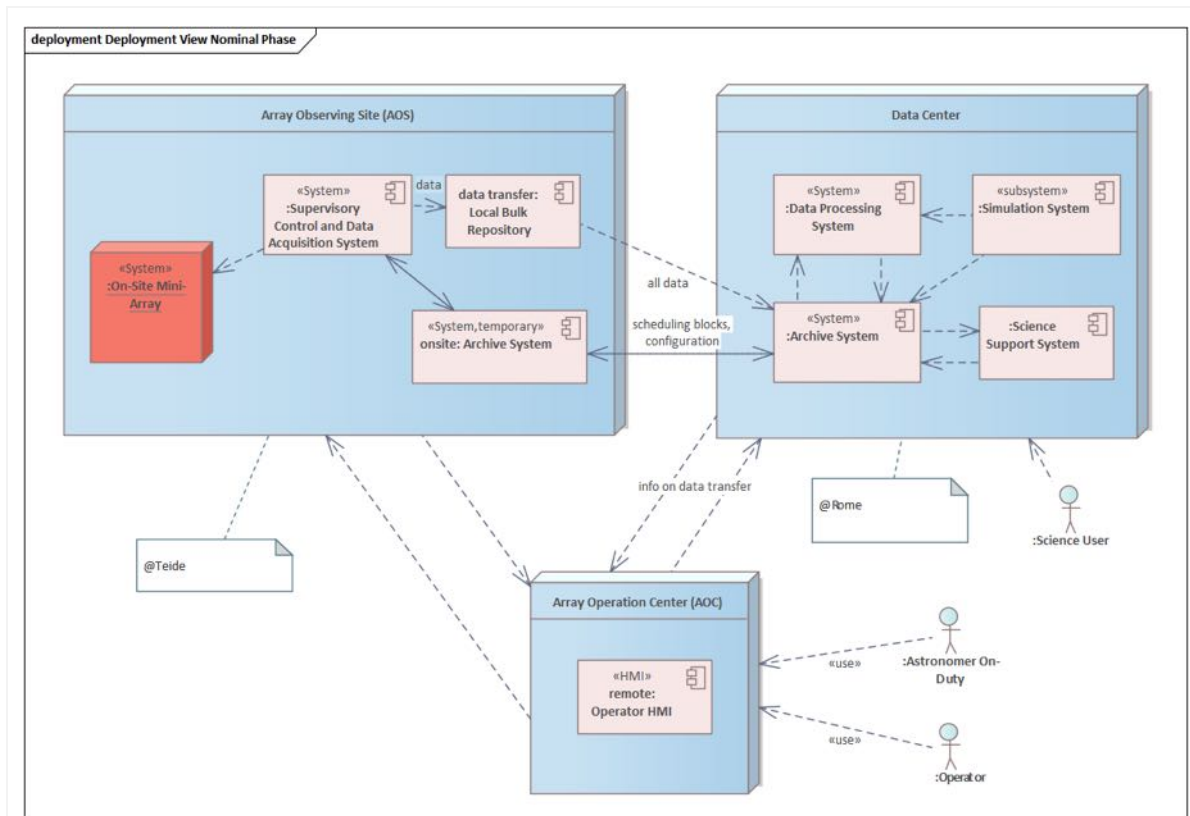 deployment Deployment View Nominal Phase
Array Observing Site (AOS)
«System»
:Supervisory
Control and Data
Acquisition System
data
data transfer:
Local Bulk
Repository
«System»
:On-Site Mini-
Array
«System,temporary»
onsite: Archive System
all data
scheduling blocks,
configuration
Data Center
«System»
:Data Processing
System
«subsystem»
:Simulation System
«System»
:Archive System
:Science
Support System
info on data transfer
@Teide
@Rome
:Science User
Array Operation Center (AOC)
«HMI»
remote:
Operator HMI
«use»
:Astronomer On-
Duty
«use»
:Operator